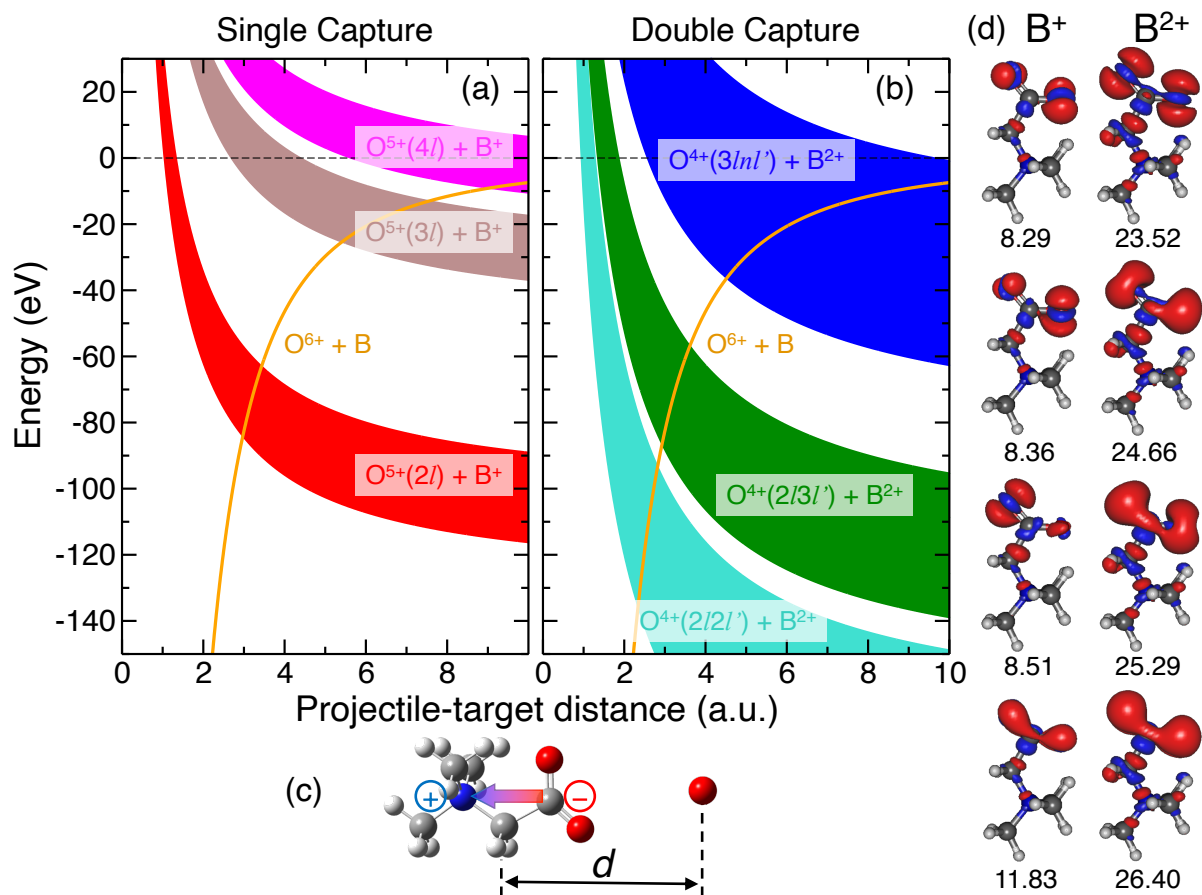 Single Capture
Double Capture
(d) B⁺ B²⁺
(a)
(b)
20
0
-20
-40
-60
-80
-100
-120
-140
Energy (eV)
O⁵⁺(4l) + B⁺
O⁵⁺(3l) + B⁺
O⁶⁺ + B
O⁵⁺(2l) + B⁺
O⁴⁺(3lnl’) + B²⁺
O⁶⁺ + B
O⁴⁺(2l3l’) + B²⁺
O⁴⁺(2l2l’) + B²⁺
0 2 4 6 8 0 2 4 6 8 10
Projectile-target distance (a.u.)
(c)
+
−
d
8.29 23.52
8.36 24.66
8.51 25.29
11.83 26.40